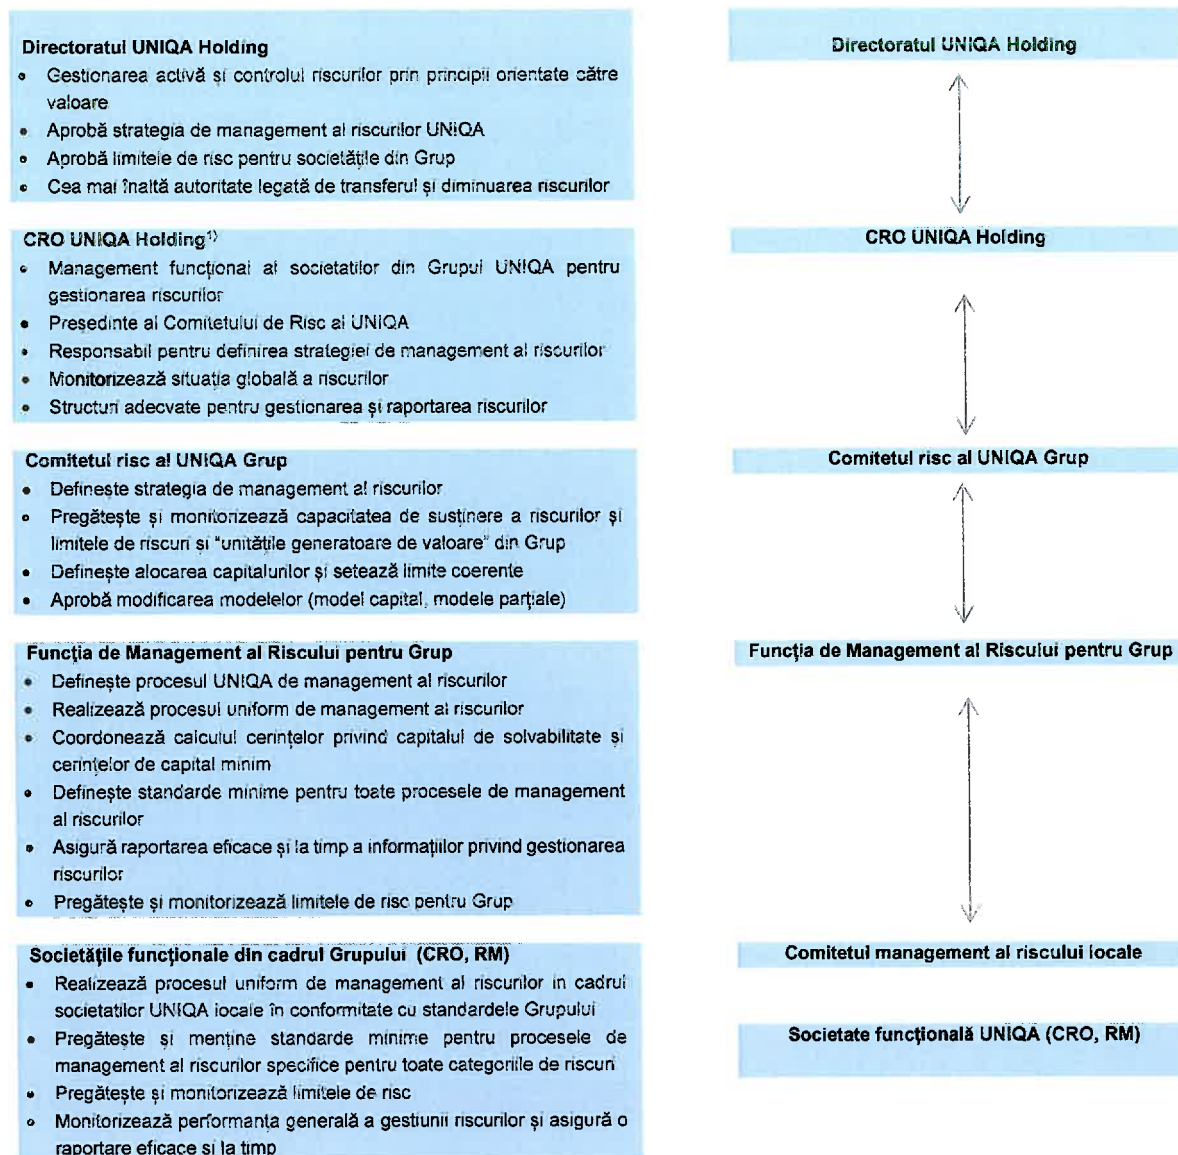 Directoratul UNIQA Holding
• Gestionarea activă și controlul riscurilor prin principii orientate către
valoare
• Aprobă strategia de management al riscurilor UNIQA
• Aprobă limitele de risc pentru societățile din Grup
• Cea mai înaltă autoritate legată de transferul și diminuarea riscurilor
CRO UNIQA Holding1)
• Management funcțional al societatilor din Grupul UNIQA pentru
gestionarea riscurilor
• Președinte al Comitetului de Risc al UNIQA
• Responsabil pentru definirea strategiei de management al riscurilor
• Monitorizează situația globală a riscurilor
• Structuri adecvate pentru gestionarea și raportarea riscurilor
Comitetul risc al UNIQA Grup
• Definește strategia de management al riscurilor
• Pregătește și monitorizează capacitatea de susținere a riscurilor și
limitele de riscuri și "unitățile generatoare de valoare" din Grup
• Definește alocarea capitalurilor și setează limite coerente
• Aprobă modificarea modelelor (model capital, modele parțiale)
Funcția de Management al Riscului pentru Grup
• Definește procesul UNIQA de management al riscurilor
• Realizează procesul uniform de management al riscurilor
• Coordonează calculul cerințelor privind capitalul de solvabilitate și
cerințelor de capital minim
• Definește standarde minime pentru toate procesele de management
al riscurilor
• Asigură raportarea eficace și la timp a informațiilor privind gestionarea
riscurilor
• Pregătește și monitorizează limitele de risc pentru Grup
Societățile funcționale din cadrul Grupului (CRO, RM)
• Realizează procesul uniform de management al riscurilor in cadrul
societatilor UNIQA locale în conformitate cu standardele Grupului
• Pregătește și menține standarde minime pentru procesele de
management al riscurilor specifice pentru toate categoriile de riscuri
• Pregătește și monitorizează limitele de risc
• Monitorizează performanța generală a gestiunii riscurilor și asigură o
raportare eficace și la timp
Directoratul UNIQA Holding
CRO UNIQA Holding
Comitetul risc al UNIQA Grup
Funcția de Management al Riscului pentru Grup
Comitetul management al riscului locale
Societate funcțională UNIQA (CRO, RM)